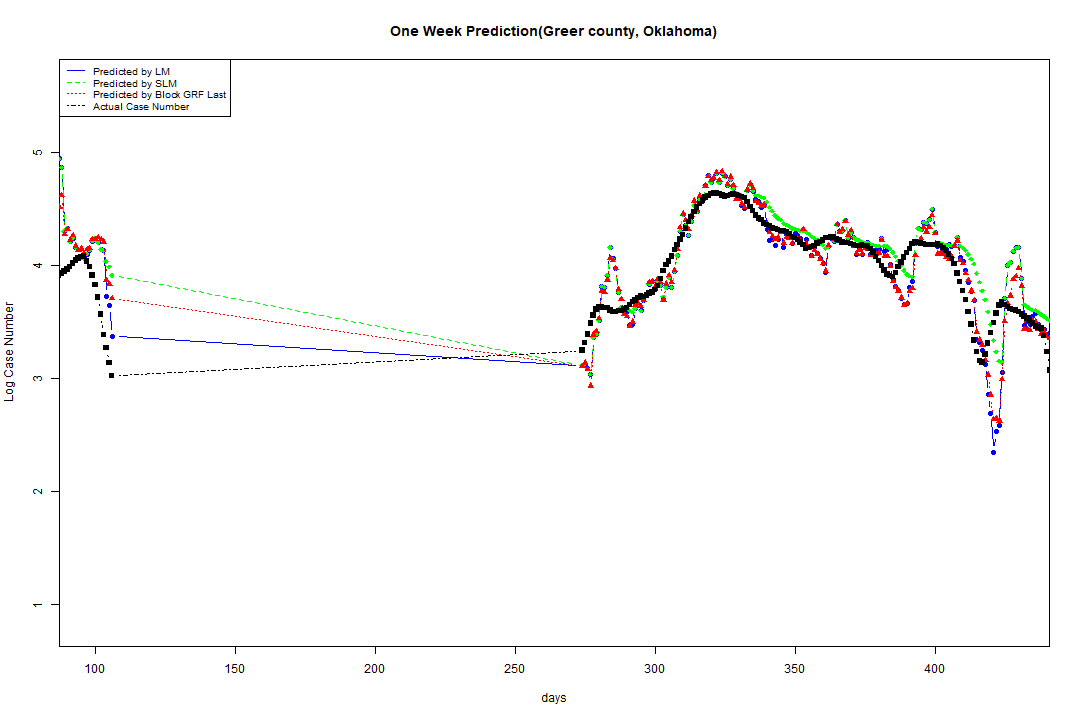 One Week Prediction(Greer county, Oklahoma)
Predicted by LM
Predicted by SLM
Predicted by Block GRF Last
Actual Case Number
5
4
3
2
1
Log Case Number
100 150 200 250 300 350 400
days